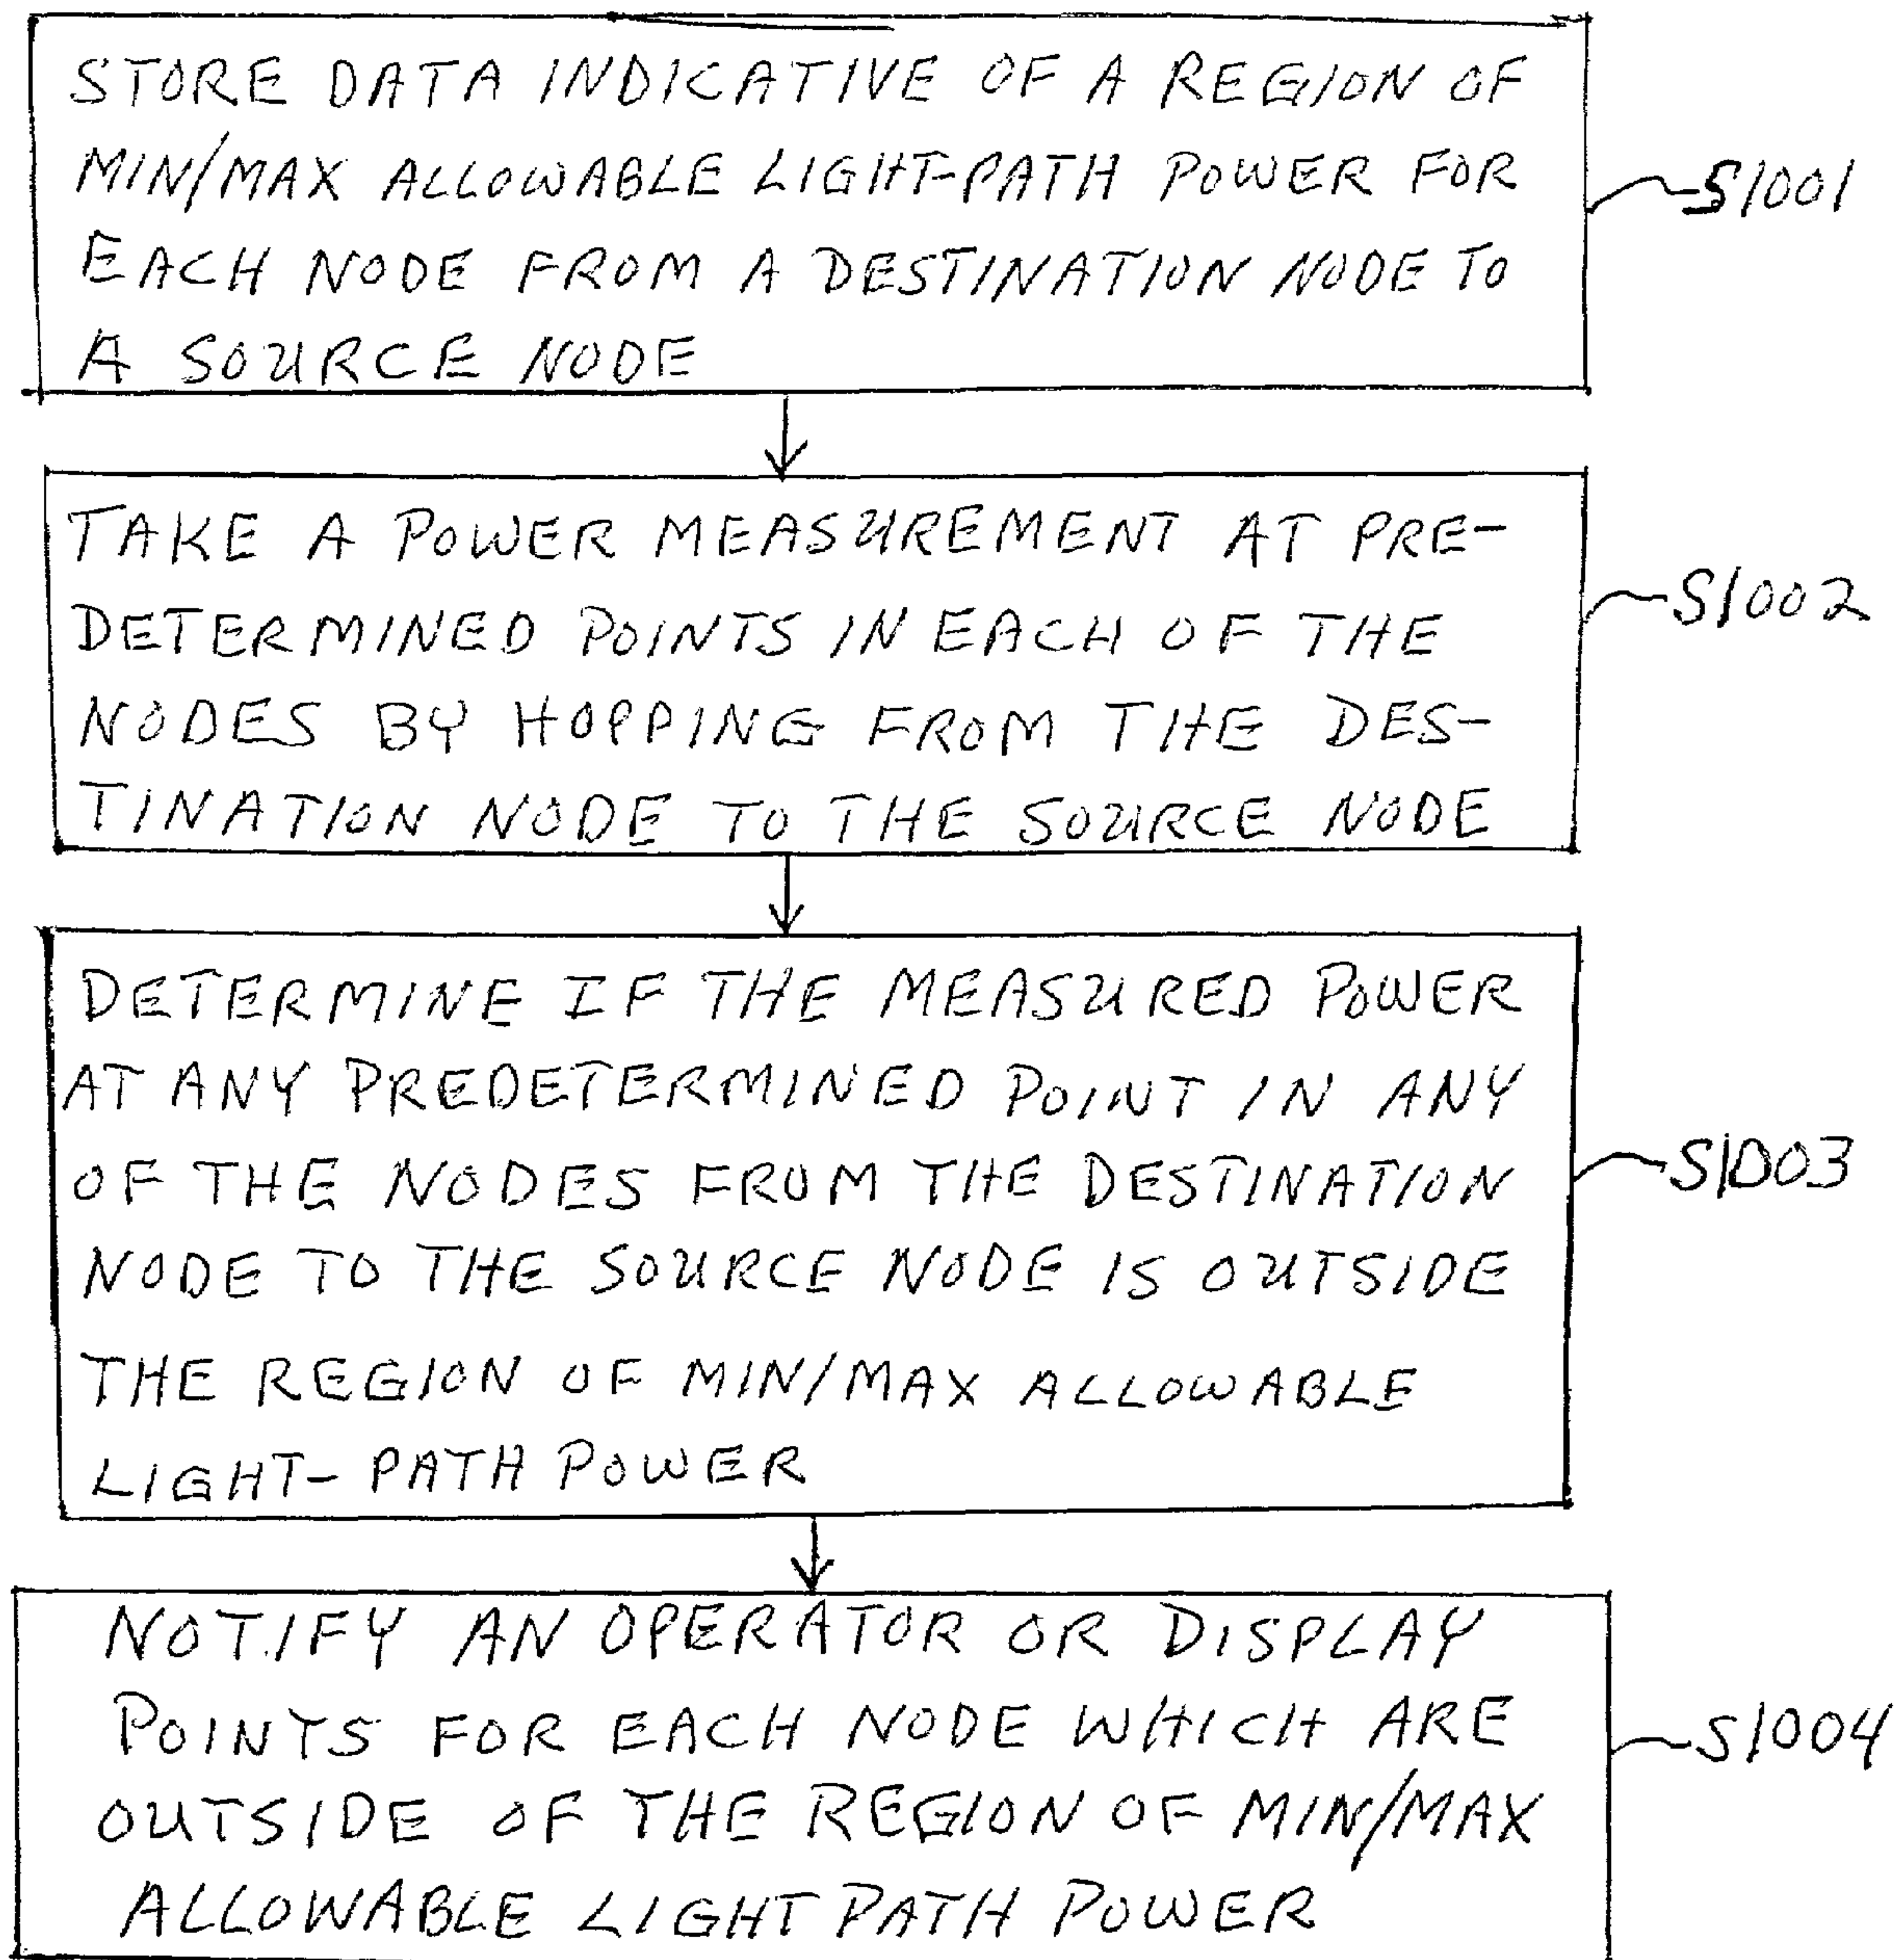 STORE DATA INDICATIVE OF A REGION OF
MIN/MAX ALLOWABLE LIGHT-PATH POWER FOR
EACH NODE FROM A DESTINATION NODE TO
A SOURCE NODE
S1001
TAKE A POWER MEASUREMENT AT PRE-
DETERMINED POINTS IN EACH OF THE
NODES BY HOPPING FROM THE DES-
TINATION NODE TO THE SOURCE NODE
S1002
DETERMINE IF THE MEASURED POWER
AT ANY PREDETERMINED POINT IN ANY
OF THE NODES FROM THE DESTINATION
NODE TO THE SOURCE NODE IS OUTSIDE
THE REGION OF MIN/MAX ALLOWABLE
LIGHT-PATH POWER
S1003
NOTIFY AN OPERATOR OR DISPLAY
POINTS FOR EACH NODE WHICH ARE
OUTSIDE OF THE REGION OF MIN/MAX
ALLOWABLE LIGHT PATH POWER
S1004